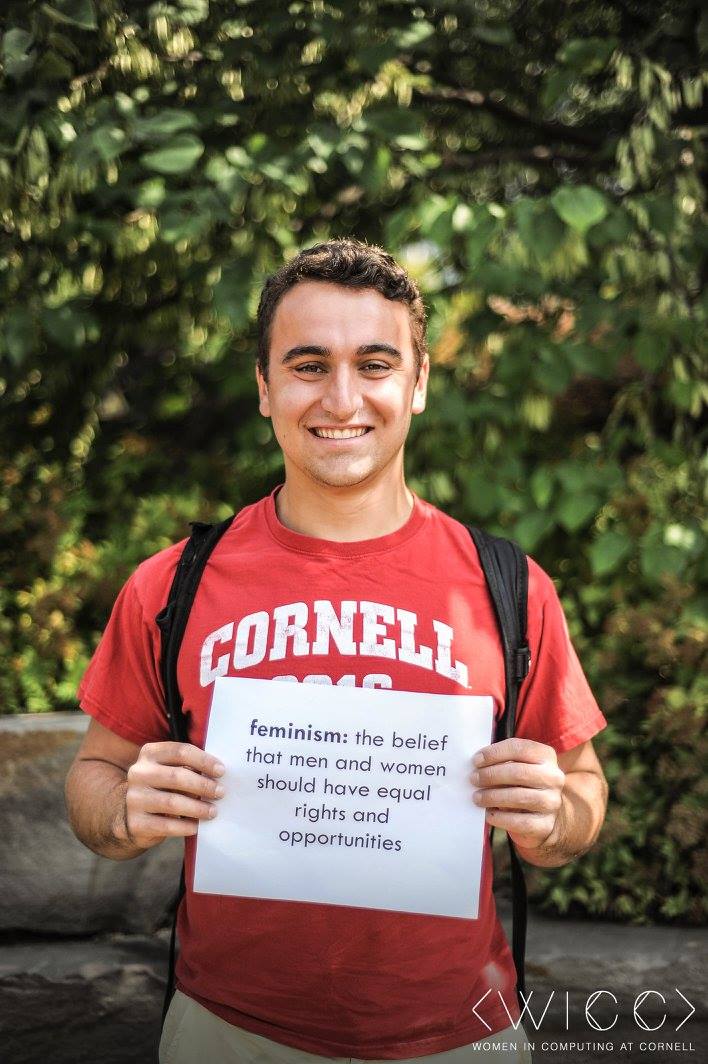 CORNELL
2016
feminism: the belief
that men and women
should have equal
rights and
opportunities
<WICC>
WOMEN IN COMPUTING AT CORNELL